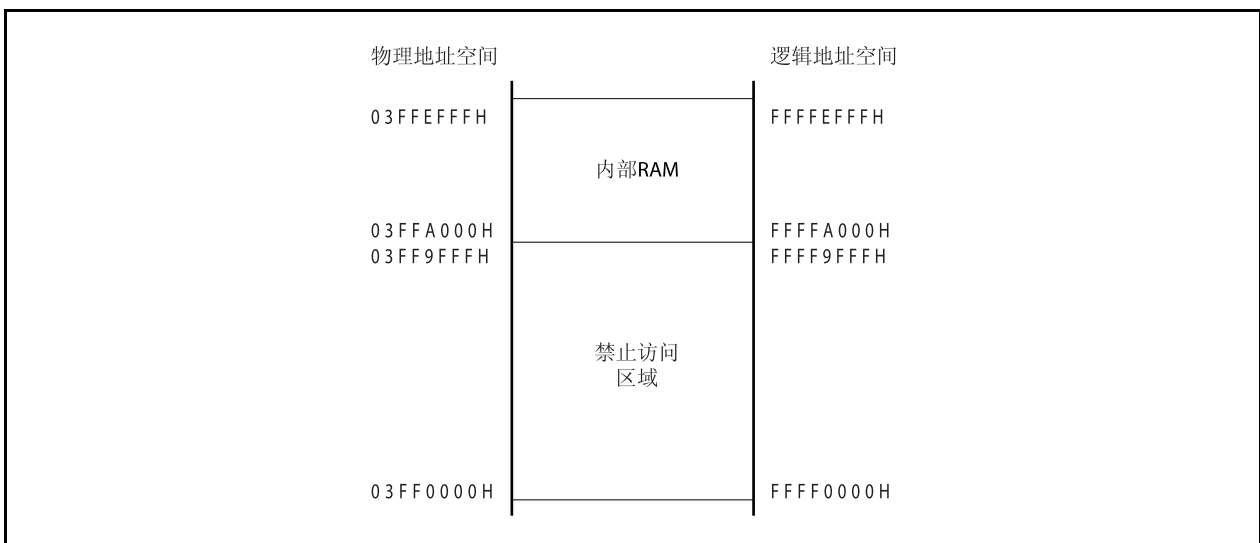 物理地址空间 逻辑地址空间
03FFEFFFH FFFFEFFFH
内部RAM
03FFA000H FFFFA000H
03FF9FFFH FFFF9FFFH
禁止访问
区域
03FF0000H FFFF0000H